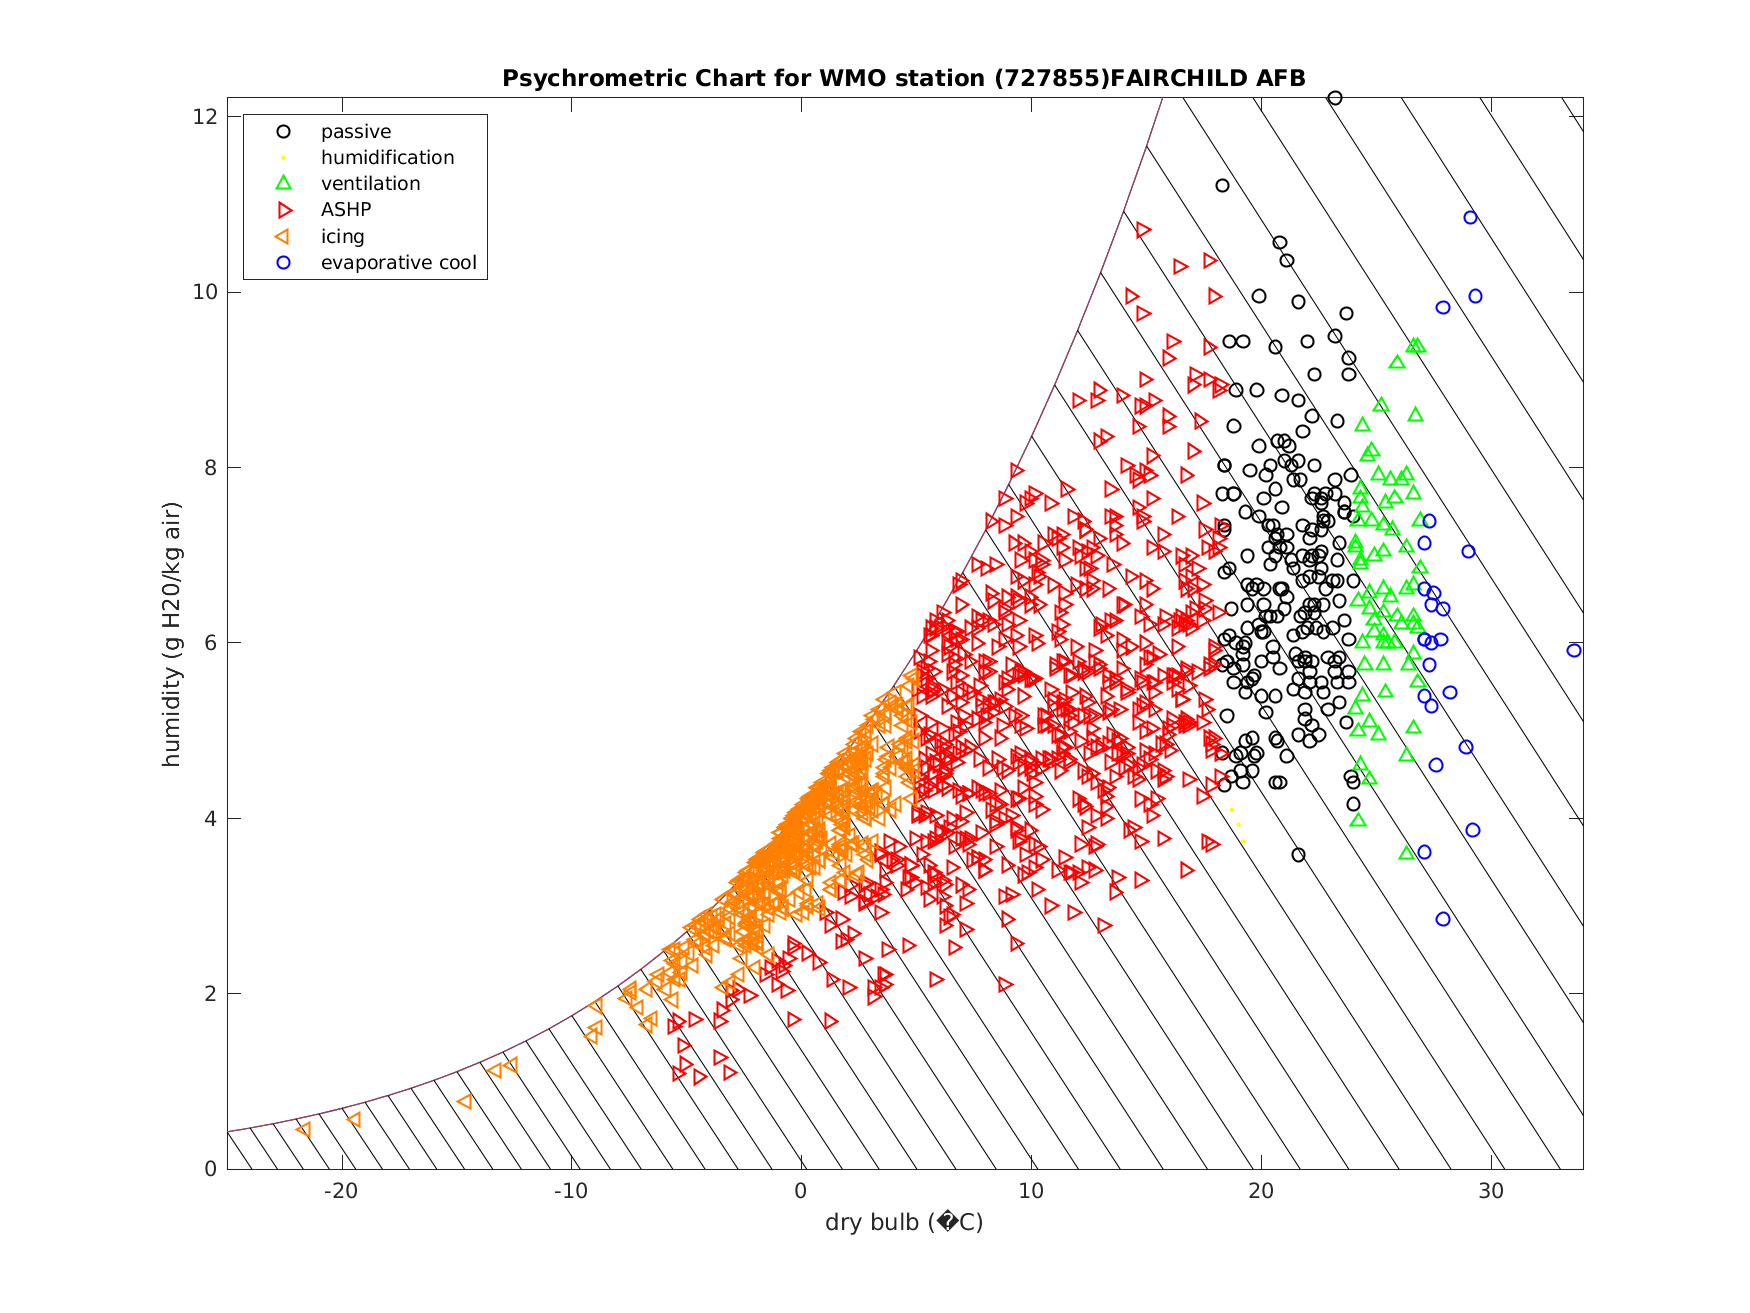 Psychrometric Chart for WMO station (727855)FAIRCHILD AFB
passive
humidification
ventilation
ASHP
icing
evaporative cool
humidity (g H20/kg air)
12
10
8
6
4
2
0
-20 -10 0 10 20 30
dry bulb (�C)